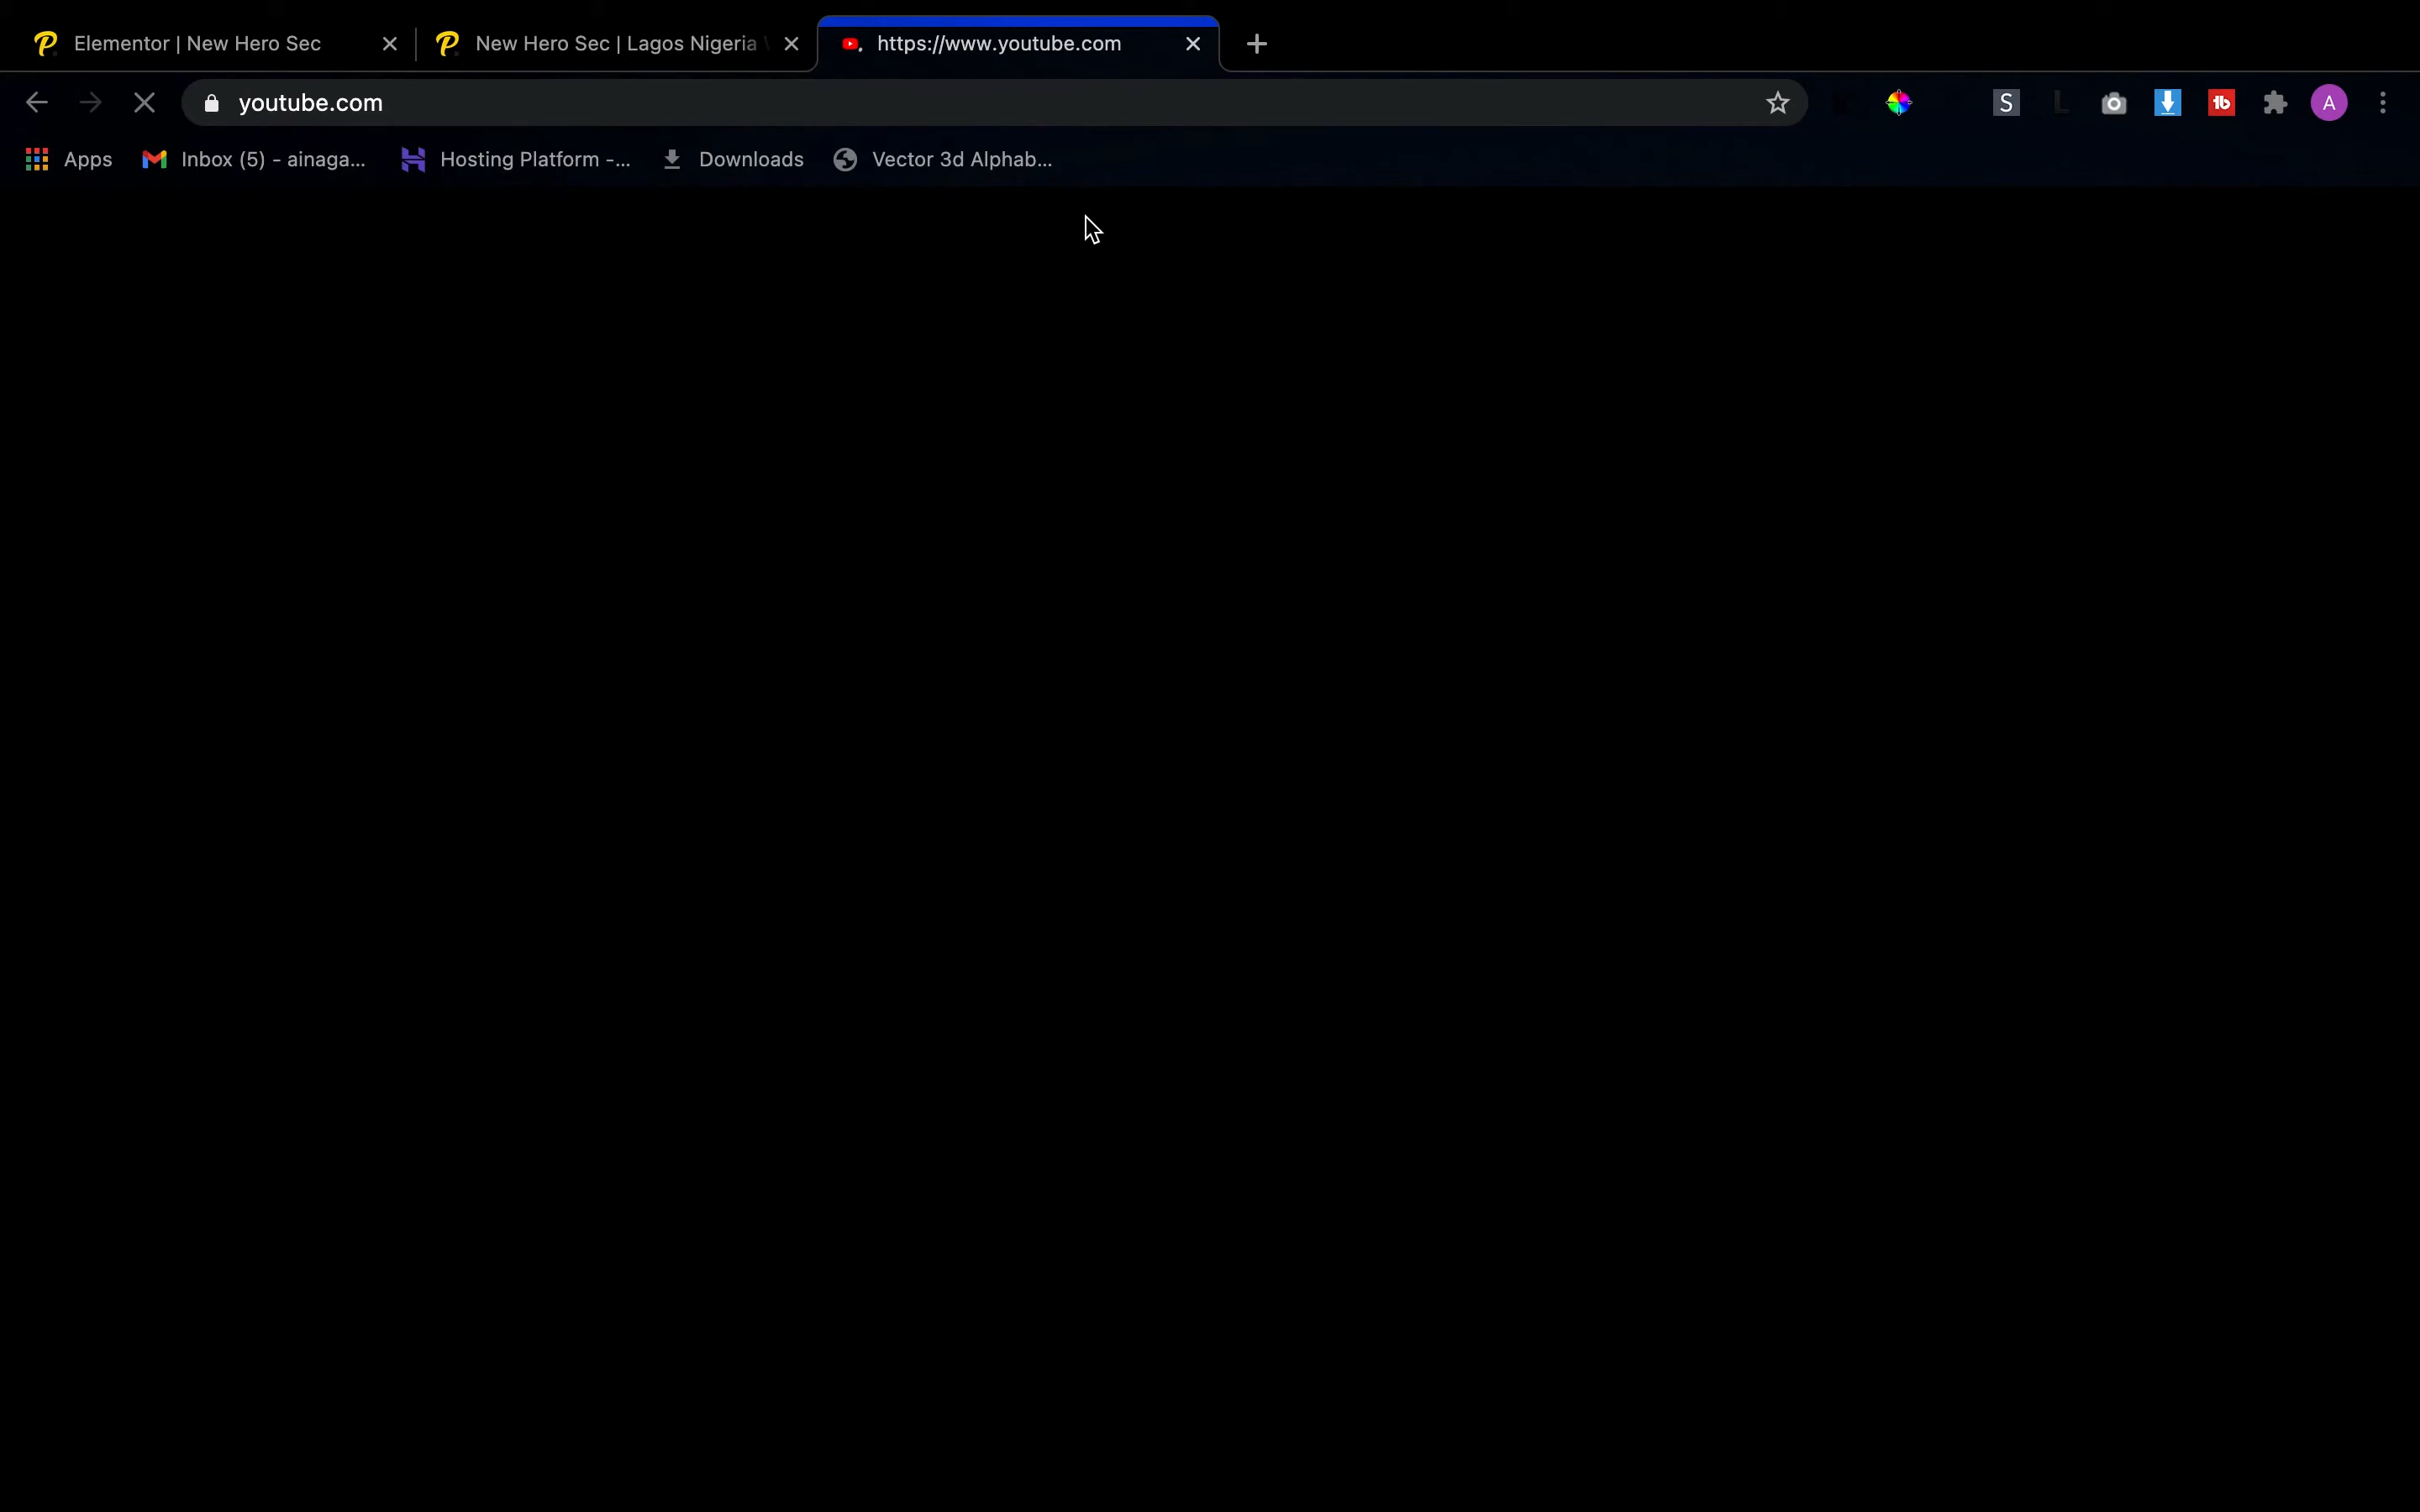 Elementor | New Hero Sec
New Hero Sec | Lagos Nigeria
https://www.youtube.com
youtube.com
S
L
tb
A
Apps
Inbox (5) - ainaga...
Hosting Platform -...
Downloads
Vector 3d Alphab...